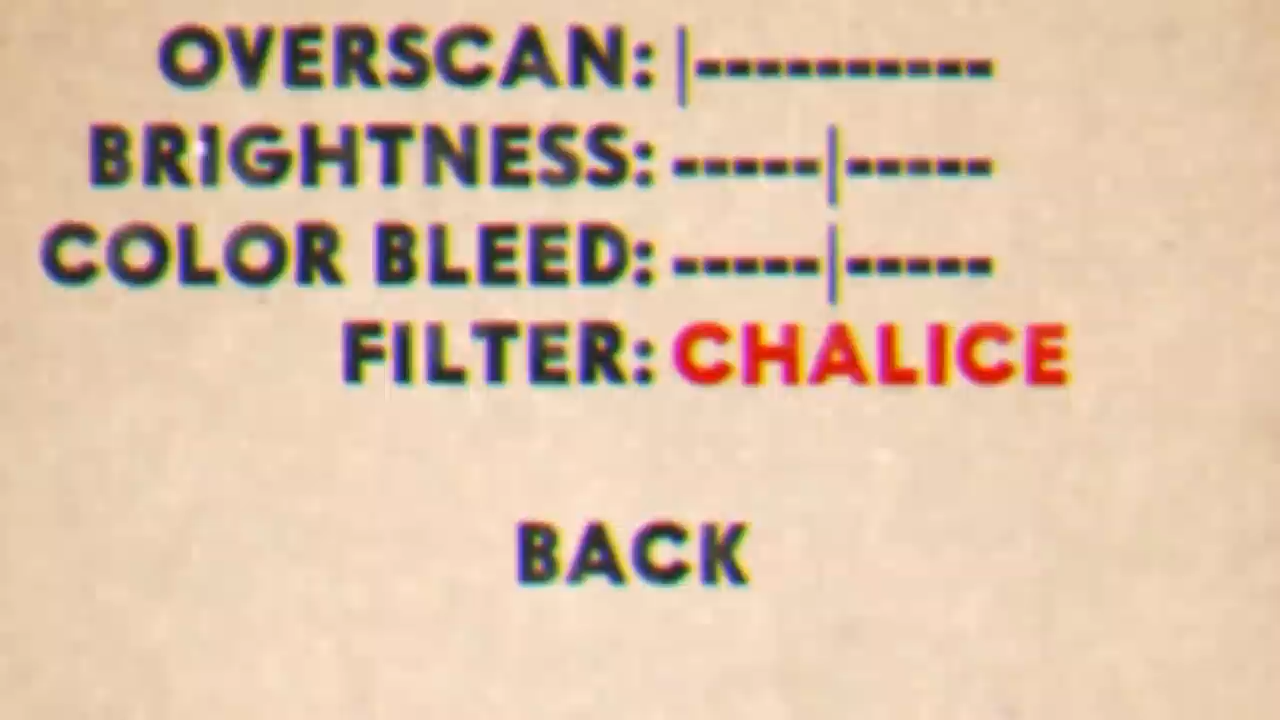 OVERSCAN: |----------
BRIGHTNESS: -----|-----
COLOR BLEED: -----|-----
FILTER: CHALICE
BACK